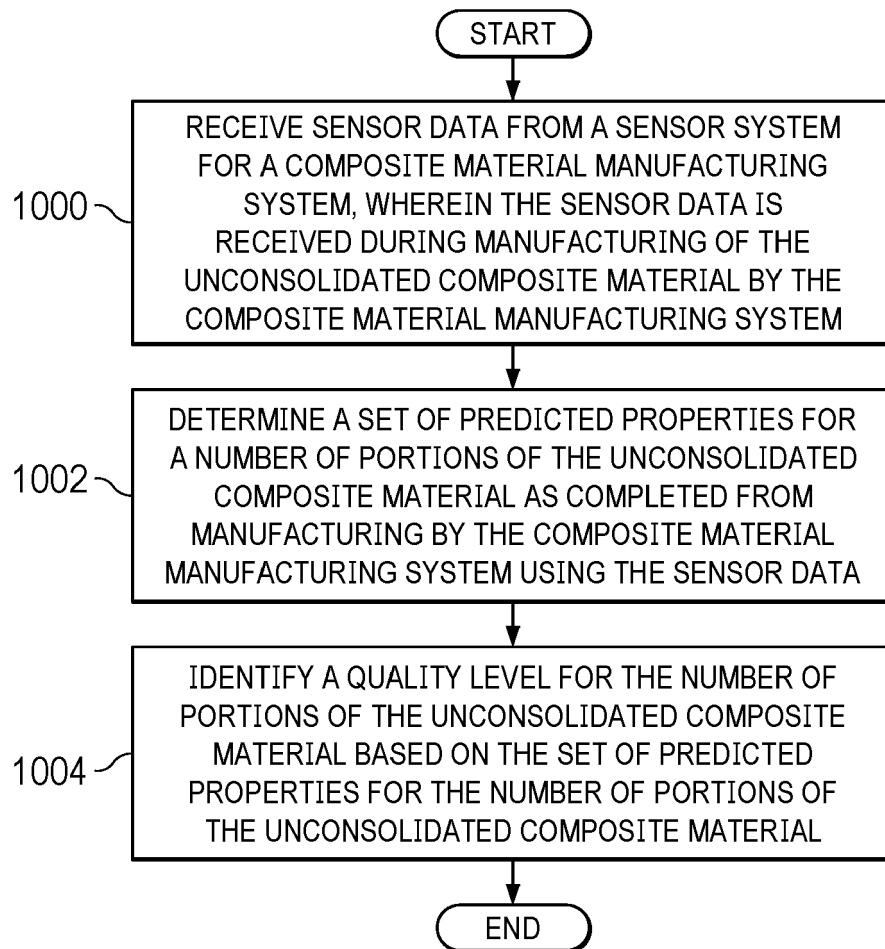 START
RECEIVE SENSOR DATA FROM A SENSOR SYSTEM
FOR A COMPOSITE MATERIAL MANUFACTURING
SYSTEM, WHEREIN THE SENSOR DATA IS
RECEIVED DURING MANUFACTURING OF THE
UNCONSOLIDATED COMPOSITE MATERIAL BY THE
COMPOSITE MATERIAL MANUFACTURING SYSTEM
1000
DETERMINE A SET OF PREDICTED PROPERTIES FOR
A NUMBER OF PORTIONS OF THE UNCONSOLIDATED
COMPOSITE MATERIAL AS COMPLETED FROM
MANUFACTURING BY THE COMPOSITE MATERIAL
MANUFACTURING SYSTEM USING THE SENSOR DATA
1002
IDENTIFY A QUALITY LEVEL FOR THE NUMBER OF
PORTIONS OF THE UNCONSOLIDATED COMPOSITE
MATERIAL BASED ON THE SET OF PREDICTED
PROPERTIES FOR THE NUMBER OF PORTIONS OF
THE UNCONSOLIDATED COMPOSITE MATERIAL
1004
END